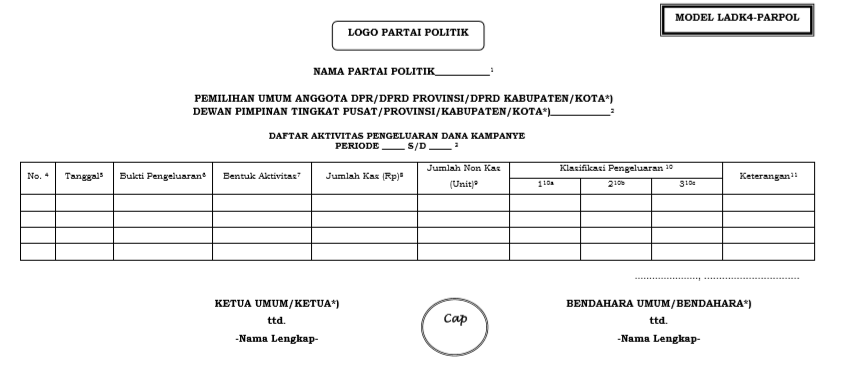 MODEL LADK4-PARPOL
LOGO PARTAI POLITIK
NAMA PARTAI POLITIK__________¹
PEMILIHAN UMUM ANGGOTA DPR/DPRD PROVINSI/DPRD KABUPATEN/KOTA*)
DEWAN PIMPINAN TINGKAT PUSAT/PROVINSI/KABUPATEN/KOTA*)__________²
DAFTAR AKTIVITAS PENGELUARAN DANA KAMPANYE
PERIODE ____ S/D ____ ³
No. ⁴ Tanggal⁵ Bukti Pengeluaran⁶ Bentuk Aktivitas⁷ Jumlah Kas (Rp)⁸ Jumlah Non Kas (Unit)⁹ Klasifikasi Pengeluaran ¹⁰ Keterangan¹¹
1¹⁰ᵃ 2¹⁰ᵇ 3¹⁰ᶜ
......................, ................................
KETUA UMUM/KETUA*) BENDAHARA UMUM/BENDAHARA*)
ttd. Cap ttd.
-Nama Lengkap- -Nama Lengkap-